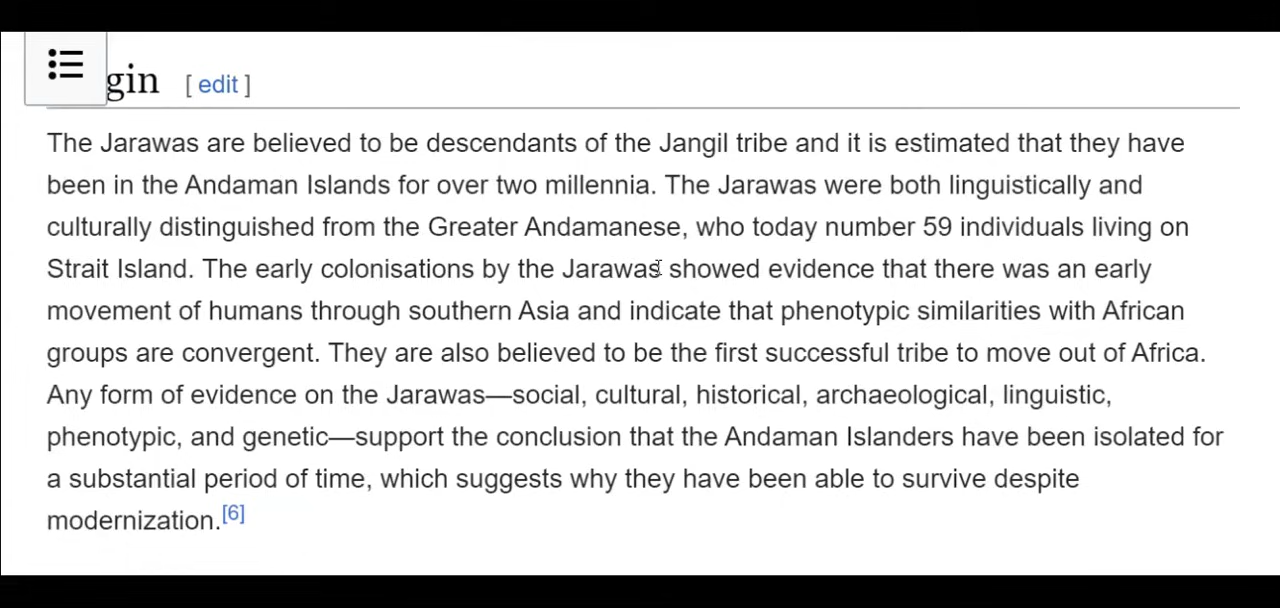 gin [ edit ]
The Jarawas are believed to be descendants of the Jangil tribe and it is estimated that they have
been in the Andaman Islands for over two millennia. The Jarawas were both linguistically and
culturally distinguished from the Greater Andamanese, who today number 59 individuals living on
Strait Island. The early colonisations by the Jarawas showed evidence that there was an early
movement of humans through southern Asia and indicate that phenotypic similarities with African
groups are convergent. They are also believed to be the first successful tribe to move out of Africa.
Any form of evidence on the Jarawas—social, cultural, historical, archaeological, linguistic,
phenotypic, and genetic—support the conclusion that the Andaman Islanders have been isolated for
a substantial period of time, which suggests why they have been able to survive despite
modernization.[6]